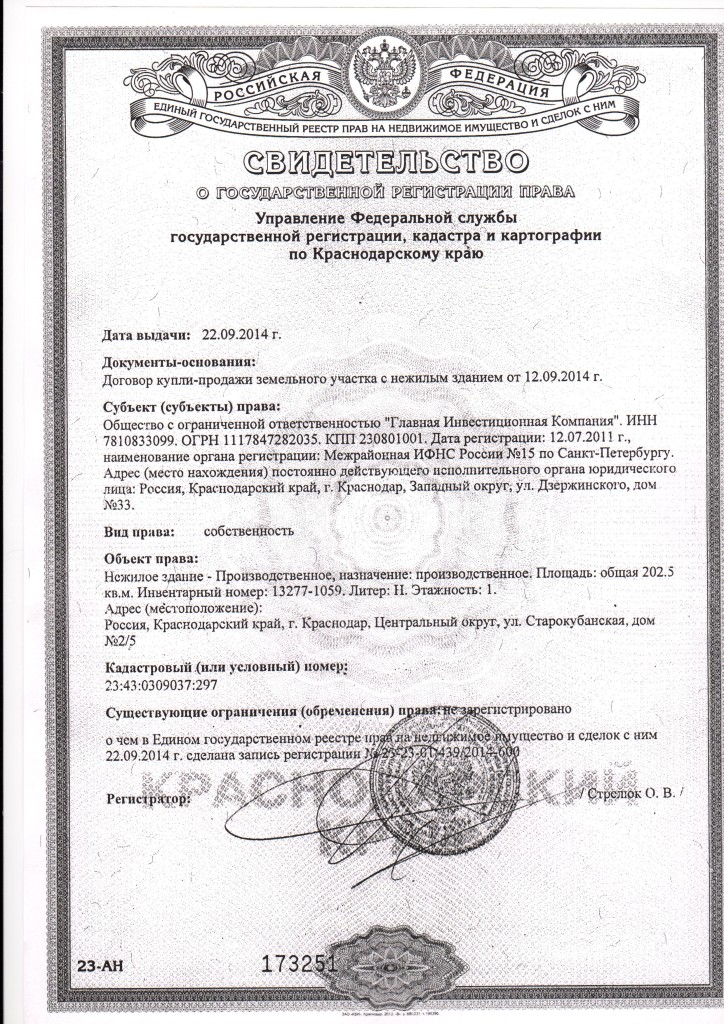 РОССИЙСКАЯ ФЕДЕРАЦИЯ
ЕДИНЫЙ ГОСУДАРСТВЕННЫЙ РЕЕСТР ПРАВ НА НЕДВИЖИМОЕ ИМУЩЕСТВО И СДЕЛОК С НИМ
СВИДЕТЕЛЬСТВО
О ГОСУДАРСТВЕННОЙ РЕГИСТРАЦИИ ПРАВА
Управление Федеральной службы
государственной регистрации, кадастра и картографии
по Краснодарскому краю
Дата выдачи: 22.09.2014 г.
Документы-основания:
Договор купли-продажи земельного участка с нежилым зданием от 12.09.2014 г.
Субъект (субъекты) права:
Общество с ограниченной ответственностью "Главная Инвестиционная Компания". ИНН
7810833099. ОГРН 1117847282035. КПП 230801001. Дата регистрации: 12.07.2011 г.,
наименование органа регистрации: Межрайонная ИФНС России №15 по Санкт-Петербургу.
Адрес (место нахождения) постоянно действующего исполнительного органа юридического
лица: Россия, Краснодарский край, г. Краснодар, Западный округ, ул. Дзержинского, дом
№33.
Вид права: собственность
Объект права:
Нежилое здание - Производственное, назначение: производственное. Площадь: общая 202.5
кв.м. Инвентарный номер: 13277-1059. Литер: Н. Этажность: 1.
Адрес (местоположение):
Россия, Краснодарский край, г. Краснодар, Центральный округ, ул. Старокубанская, дом
№2/5
Кадастровый (или условный) номер:
23:43:0309037:297
Существующие ограничения (обременения) права: не зарегистрировано
о чем в Едином государственном реестре прав на недвижимое имущество и сделок с ним
22.09.2014 г. сделана запись регистрации № 23-23-01/439/2014-600
КРАСНОДАРСКИЙ
КРАЙ
Регистратор: / Стрелюк О. В. /
23-АН 173251